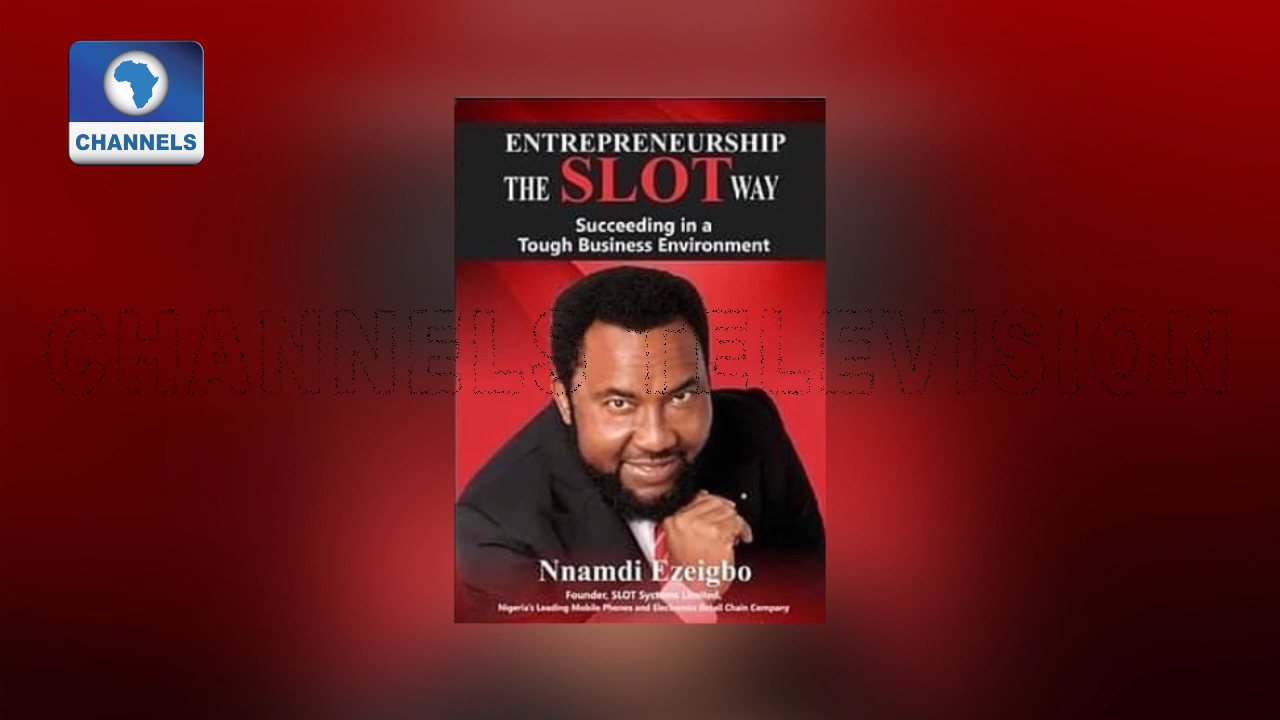 CHANNELS
ENTREPRENEURSHIP
THE SLOT WAY
Succeeding in a
Tough Business Environment
CHANNELS TELEVISION
Nnamdi Ezeigbo
Founder, SLOT Systems Limited.
Nigeria's Leading Mobile Phones and Electronics Retail Chain Company